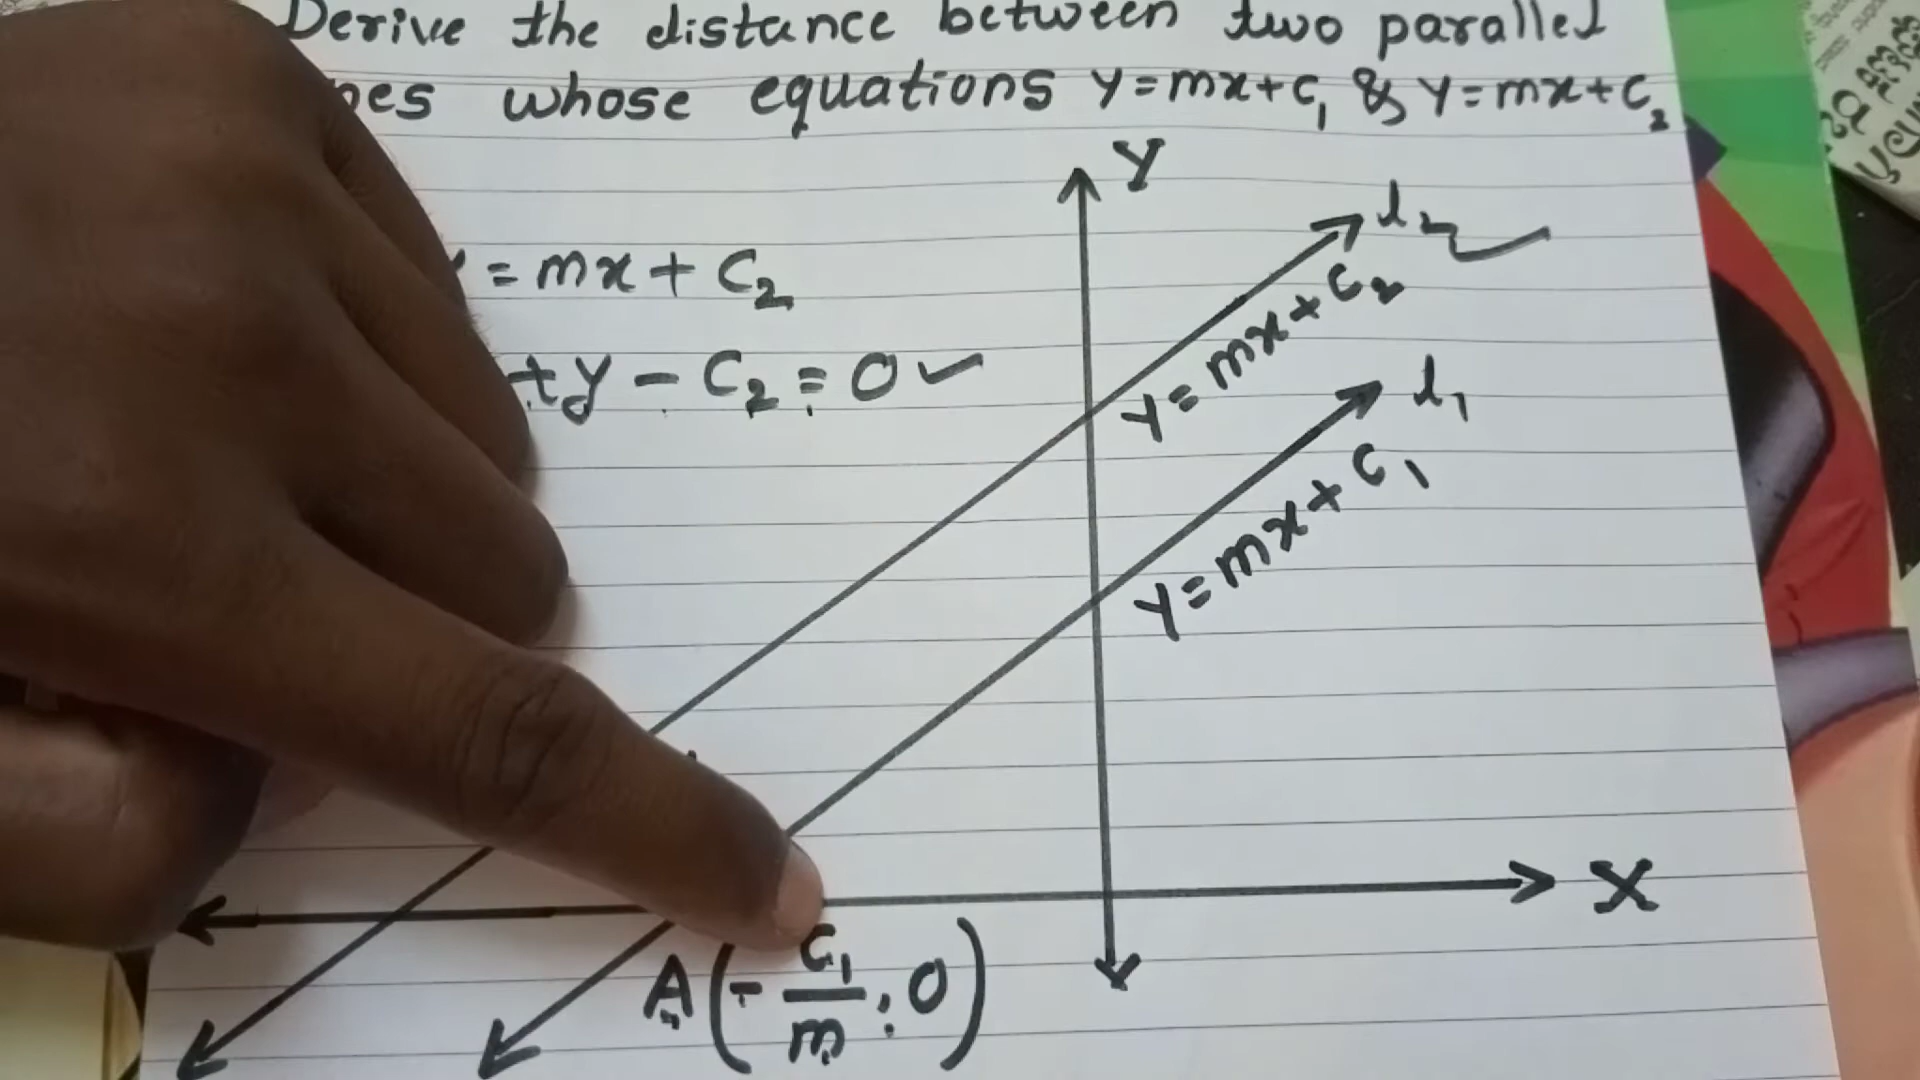 Derive the distance between two parallel
whose equations y=mx+c₁ & y=mx+c₂
Y
l₂
= mx + c₂
y=mx+c₂
+y - c₂ = 0 ✓
l₁
y=mx+c₁
X
A(-c₁/m, 0)